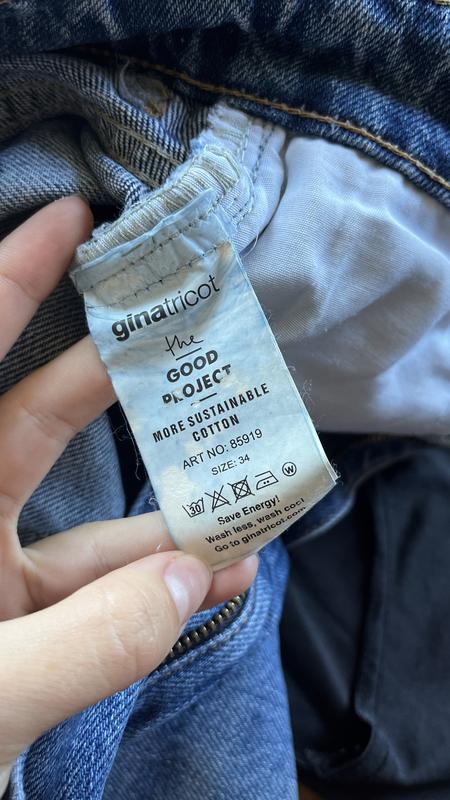 ginatricot
the
GOOD
PROJECT
MORE SUSTAINABLE
COTTON
ART NO: 85919
SIZE: 34
30 W
Save Energy!
Wash less, wash cool
Go to ginatricot.com